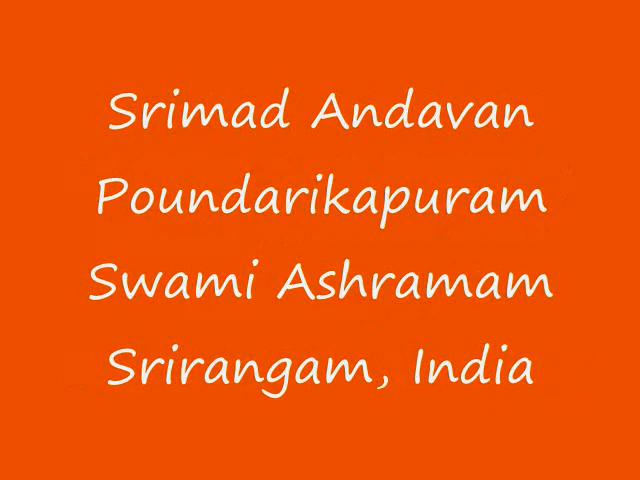 Srimad Andavan
Poundarikapuram
Swami Ashramam
Srirangam, India